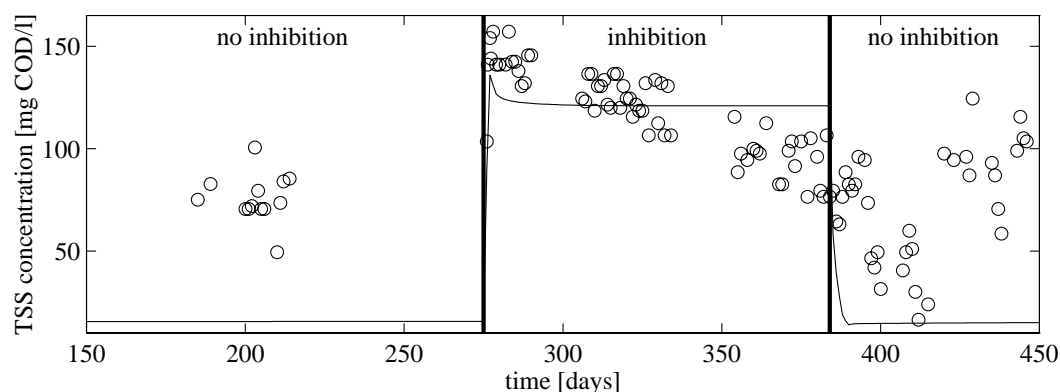 no inhibition inhibition no inhibition
TSS concentration [mg COD/l]
150
100
50
150 200 250 300 350 400 450
time [days]